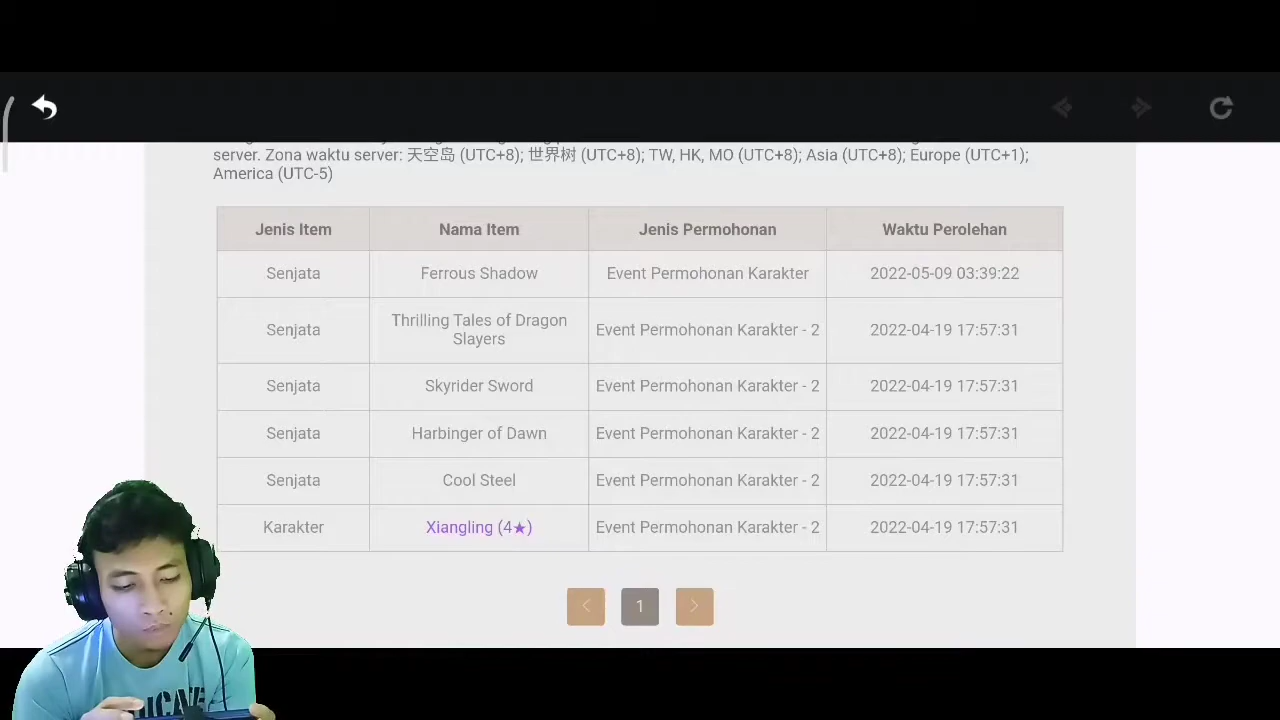 server. Zona waktu server: 天空岛 (UTC+8); 世界树 (UTC+8); TW, HK, MO (UTC+8); Asia (UTC+8); Europe (UTC+1);
America (UTC-5)
Jenis Item Nama Item Jenis Permohonan Waktu Perolehan
Senjata Ferrous Shadow Event Permohonan Karakter 2022-05-09 03:39:22
Thrilling Tales of Dragon
Senjata Slayers Event Permohonan Karakter - 2 2022-04-19 17:57:31
Senjata Skyrider Sword Event Permohonan Karakter - 2 2022-04-19 17:57:31
Senjata Harbinger of Dawn Event Permohonan Karakter - 2 2022-04-19 17:57:31
Senjata Cool Steel Event Permohonan Karakter - 2 2022-04-19 17:57:31
Karakter Xiangling (4★) Event Permohonan Karakter - 2 2022-04-19 17:57:31
1